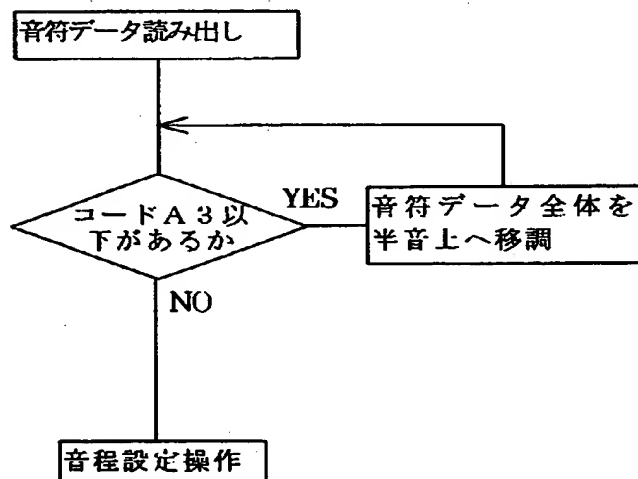 音符データ読み出し
コードA3以
下があるか
YES
音符データ全体を
半音上へ移調
NO
音程設定操作